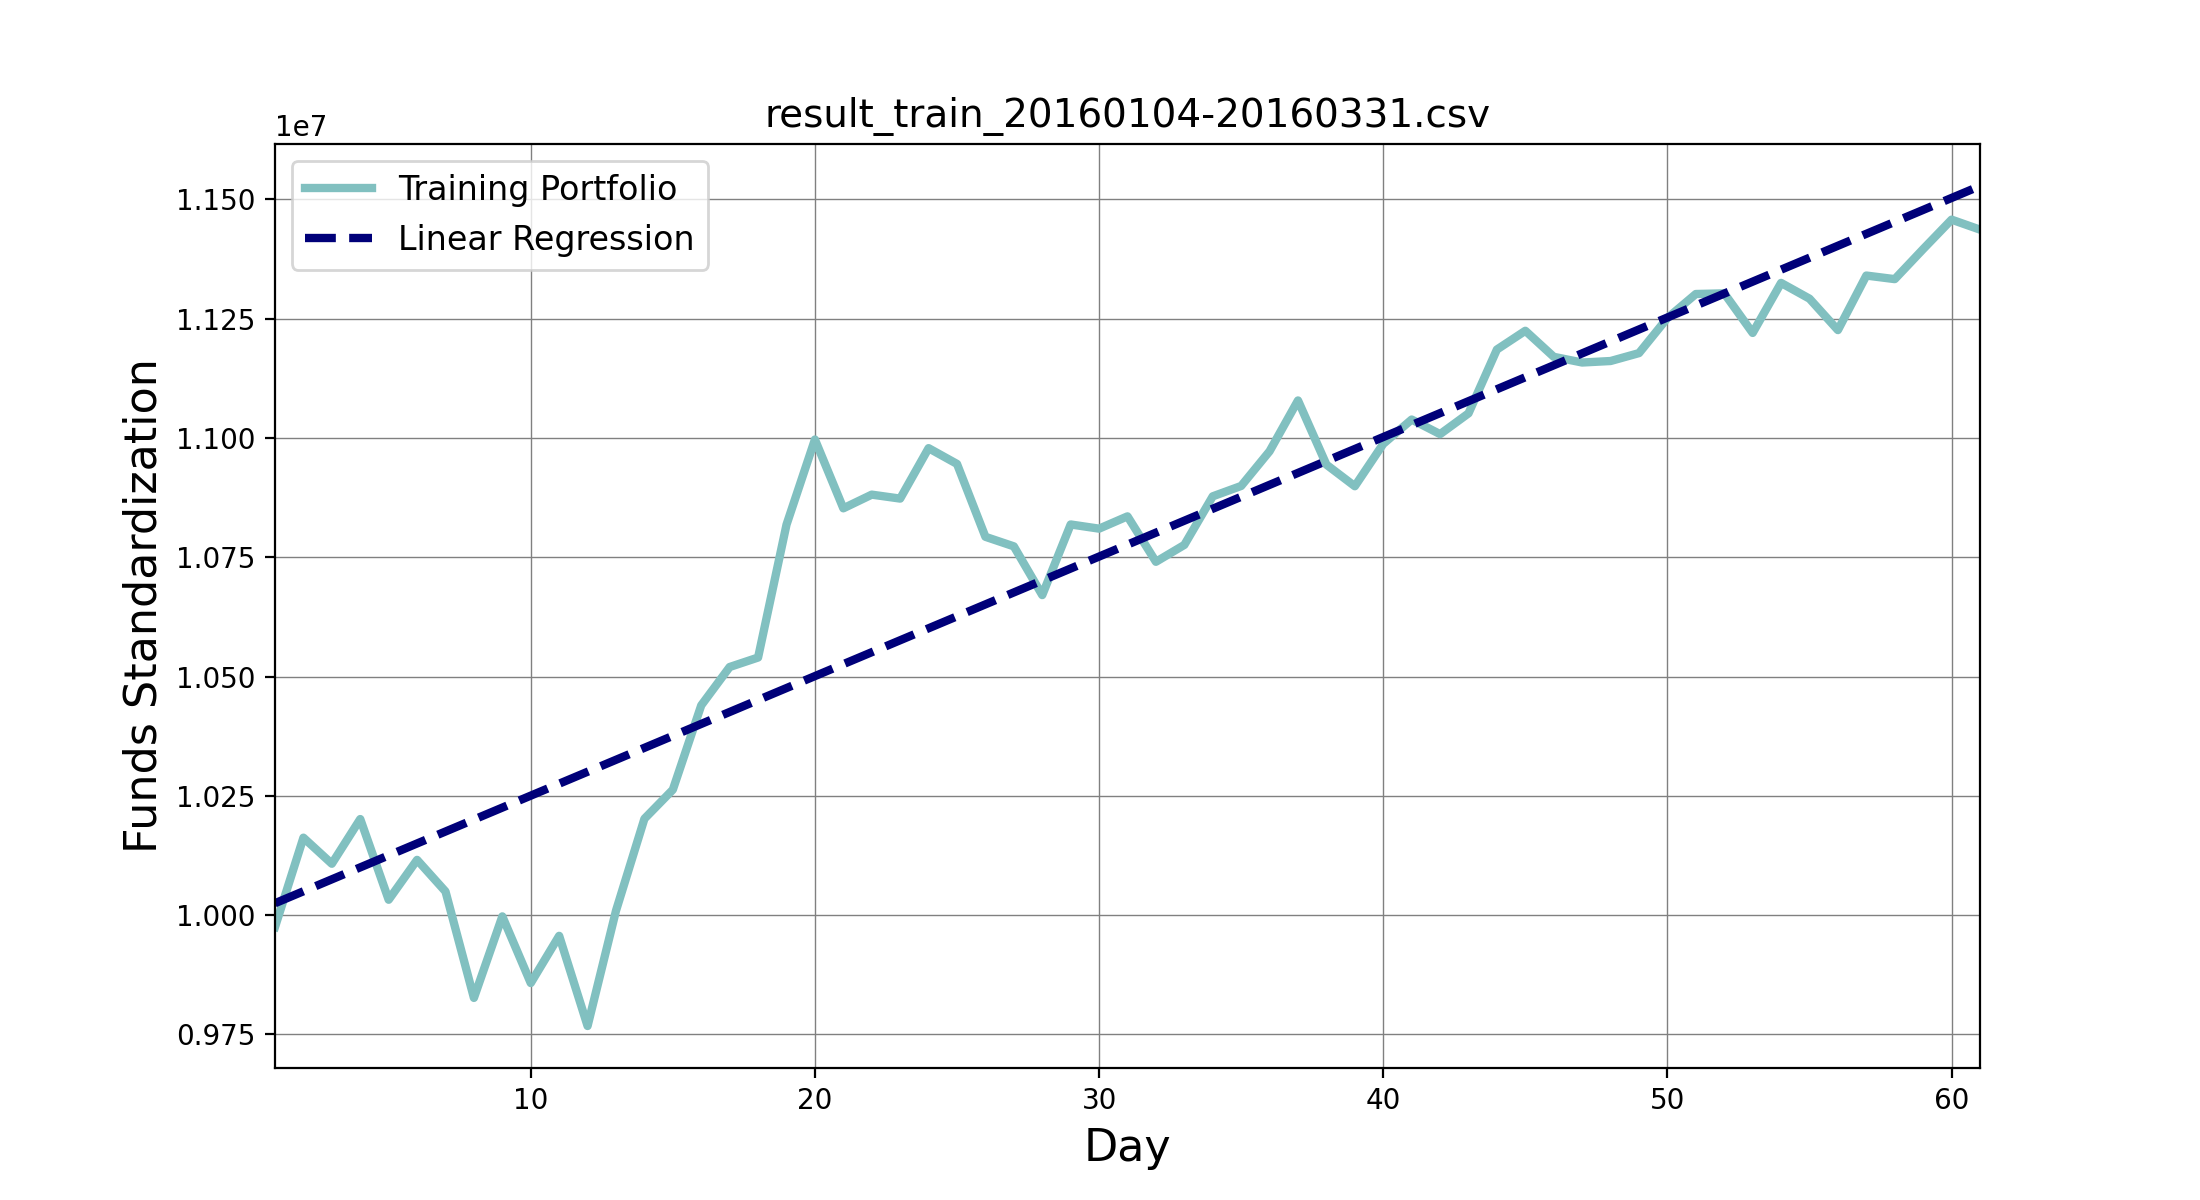 result_train_20160104-20160331.csv
1e7
Training Portfolio
Linear Regression
1.150
1.125
1.100
1.075
1.050
1.025
1.000
0.975
Funds Standardization
10 20 30 40 50 60
Day